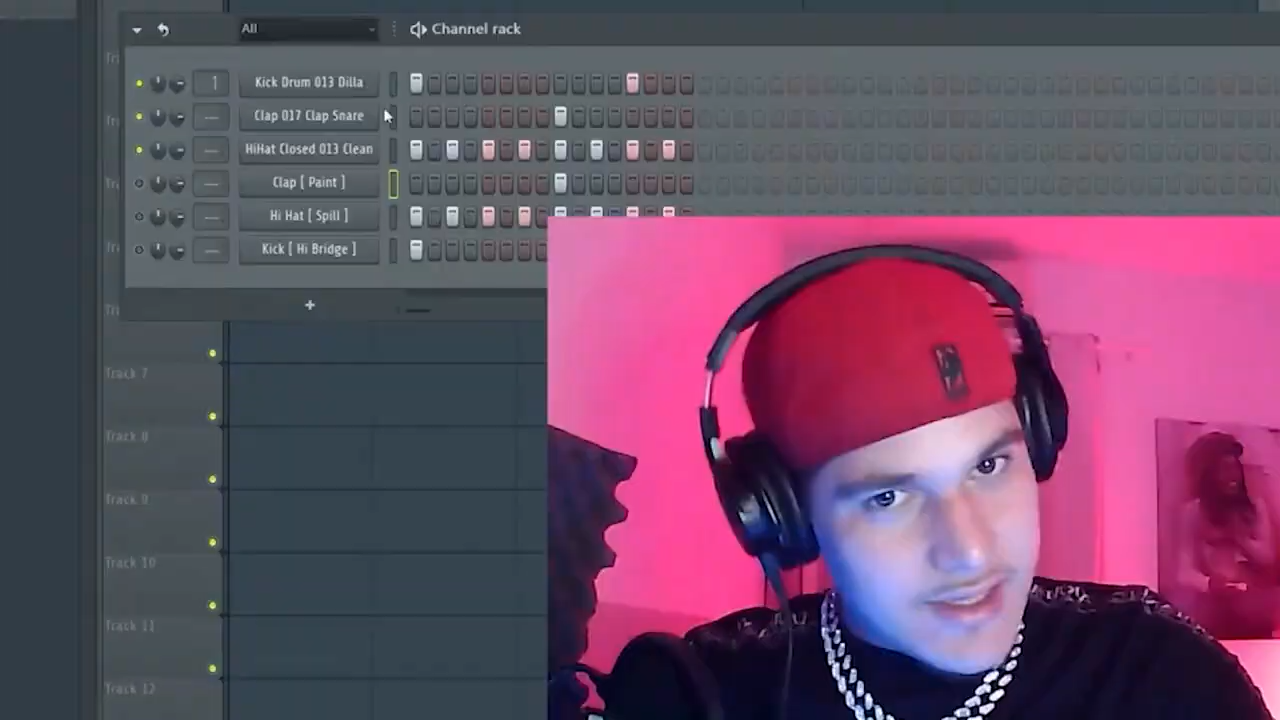 All
Channel rack
1 Kick Drum 013 Dilla
Clap 017 Clap Snare
HiHat Closed 013 Clean
Clap [ Paint ]
Hi Hat [ Spill ]
Kick [ Hi Bridge ]
+
Track 7
Track 8
Track 9
Track 10
Track 11
Track 12